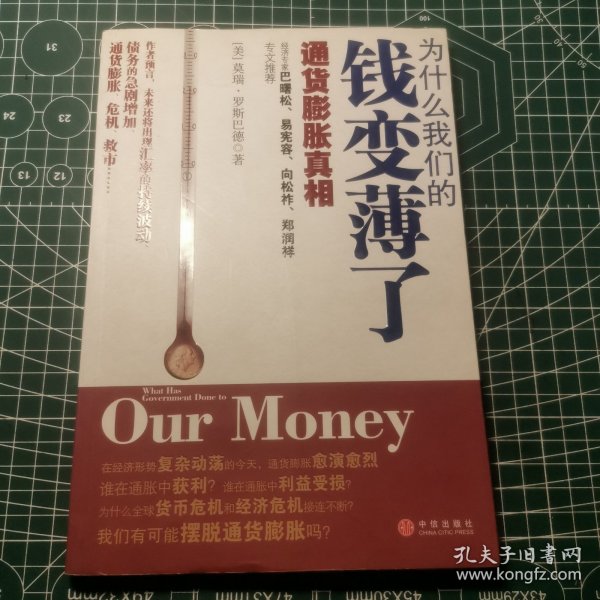 为什么我们的
钱变薄了
通货膨胀真相
经济专家 巴曙松、易宪容、向松祚、郑润祥
专文推荐
[美]莫瑞·罗斯巴德◎著
作者预言,未来还将出现汇率的持续波动、
债务的急剧增加、
通货膨胀、危机、救市……
What Has
Government Done to
Our Money
在经济形势复杂动荡的今天,通货膨胀愈演愈烈
谁在通胀中获利?谁在通胀中利益受损?
为什么全球货币危机和经济危机接连不断?
我们有可能摆脱通货膨胀吗?
中信出版社
CHINA CITIC PRESS
孔夫子旧书网
www.kongfz.com